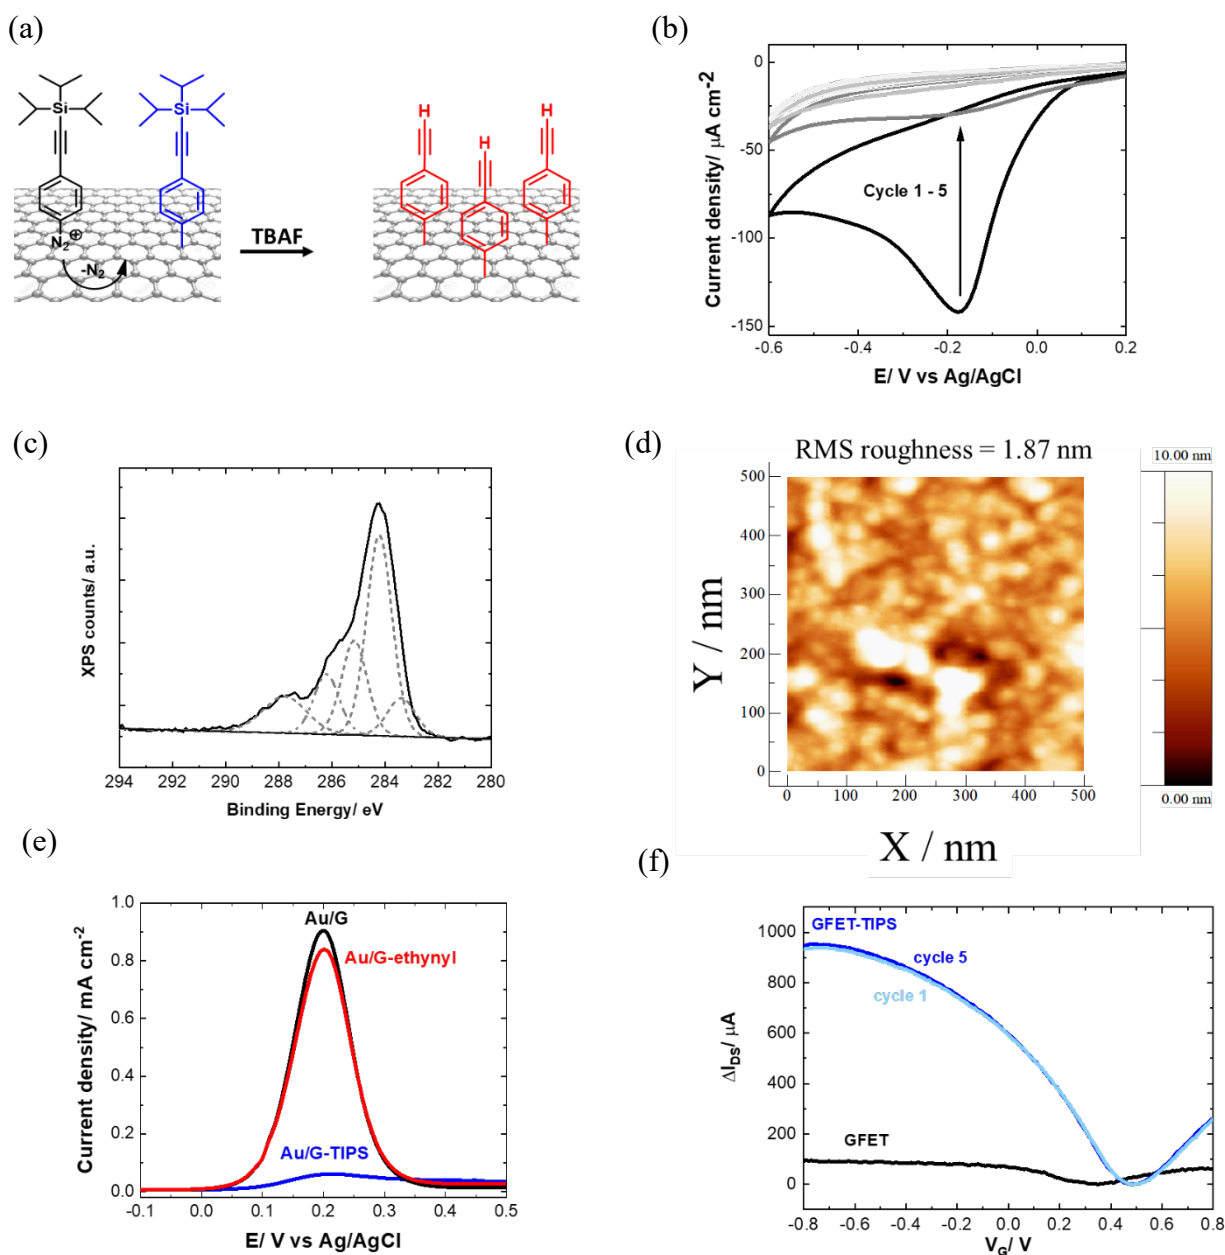 (a)
Si
Si
N2⊕
-N2
TBAF
H
H
H
(b)
0
-50
-100
-150
Current density/ μA cm-2
Cycle 1 - 5
-0.6
-0.4
-0.2
0.0
0.2
E/ V vs Ag/AgCl
(c)
XPS counts/ a.u.
294
292
290
288
286
284
282
280
Binding Energy/ eV
(d)
RMS roughness = 1.87 nm
500
400
300
200
100
0
Y / nm
0
100
200
300
400
500
X / nm
10.00 nm
0.00 nm
(e)
1.0
0.8
0.6
0.4
0.2
0.0
Current density/ mA cm-2
Au/G
Au/G-ethynyl
Au/G-TIPS
-0.1
0.0
0.1
0.2
0.3
0.4
0.5
E/ V vs Ag/AgCl
(f)
1000
800
600
400
200
0
ΔIDS/ μA
GFET-TIPS
cycle 5
cycle 1
GFET
-0.8
-0.6
-0.4
-0.2
0.0
0.2
0.4
0.6
0.8
VG/ V